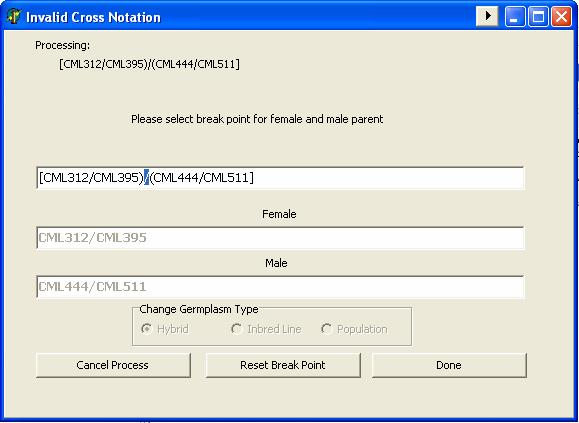 Invalid Cross Notation
Processing:
[CML312/CML395)/(CML444/CML511]
Please select break point for female and male parent
[CML312/CML395)/(CML444/CML511]
Female
CML312/CML395
Male
CML444/CML511
Change Germplasm Type
Hybrid Inbred Line Population
Cancel Process Reset Break Point Done